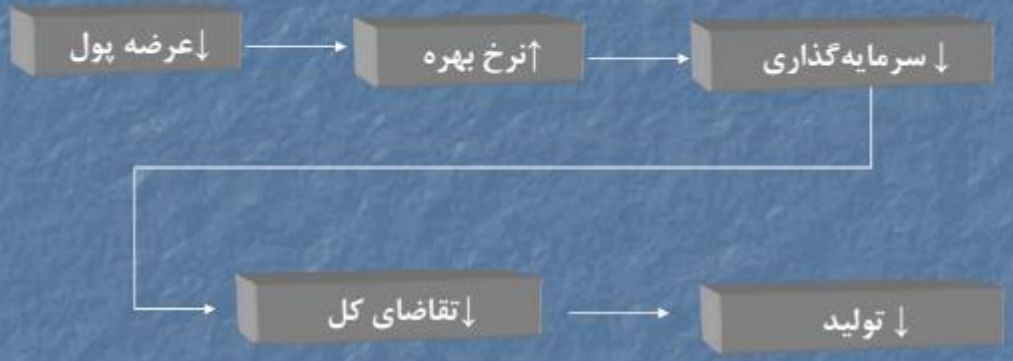 ↓عرضه پول
↑نرخ بهره
↓ سرمایه‌گذاری
↓تقاضای کل
↓ تولید